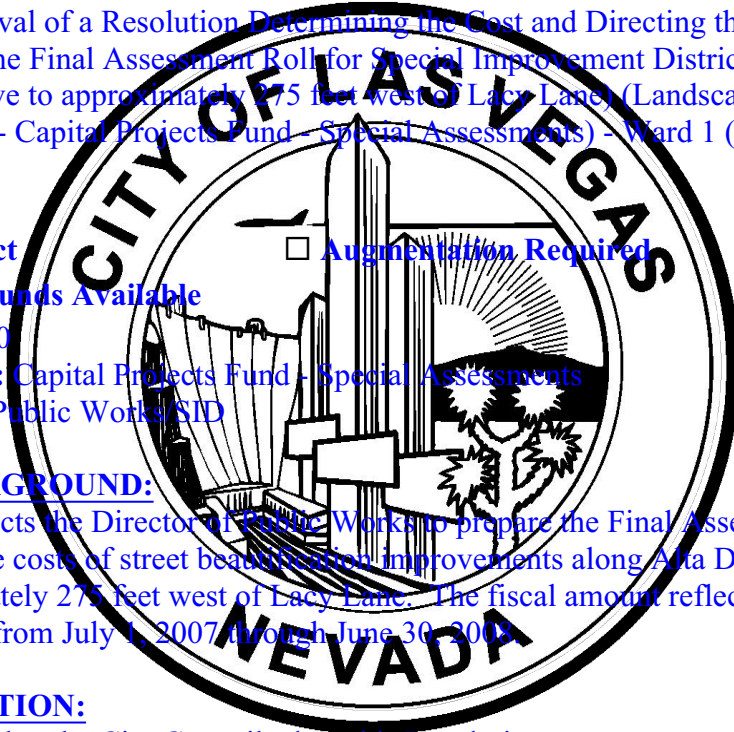 val of a Resolution Determining the Cost and Directing th
he Final Assessment Roll for Special Improvement Distric
ve to approximately 275 feet west of Lacy Lane) (Landsca
- Capital Projects Fund - Special Assessments) - Ward 1 (
CITY OF LAS VEGAS
ct ☐ Augmentation Required
unds Available
0
: Capital Projects Fund - Special Assessments
Public Works/SID
GROUND:
cts the Director of Public Works to prepare the Final Asse
e costs of street beautification improvements along Alta D
tely 275 feet west of Lacy Lane. The fiscal amount reflec
from July 1, 2007 through June 30, 2008.
NEVADA
TION: